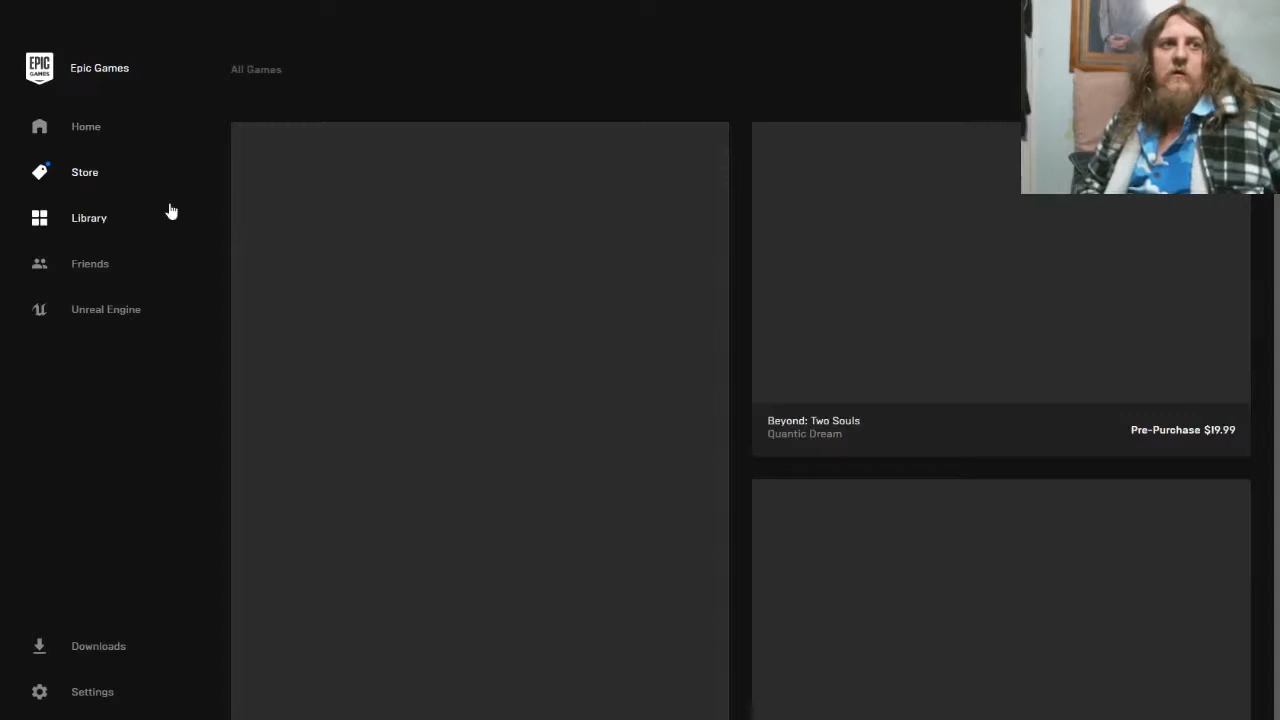 EPIC
GAMES
Epic Games
All Games
Home
Store
Library
Friends
Unreal Engine
Beyond: Two Souls
Quantic Dream
Pre-Purchase $19.99
Downloads
Settings